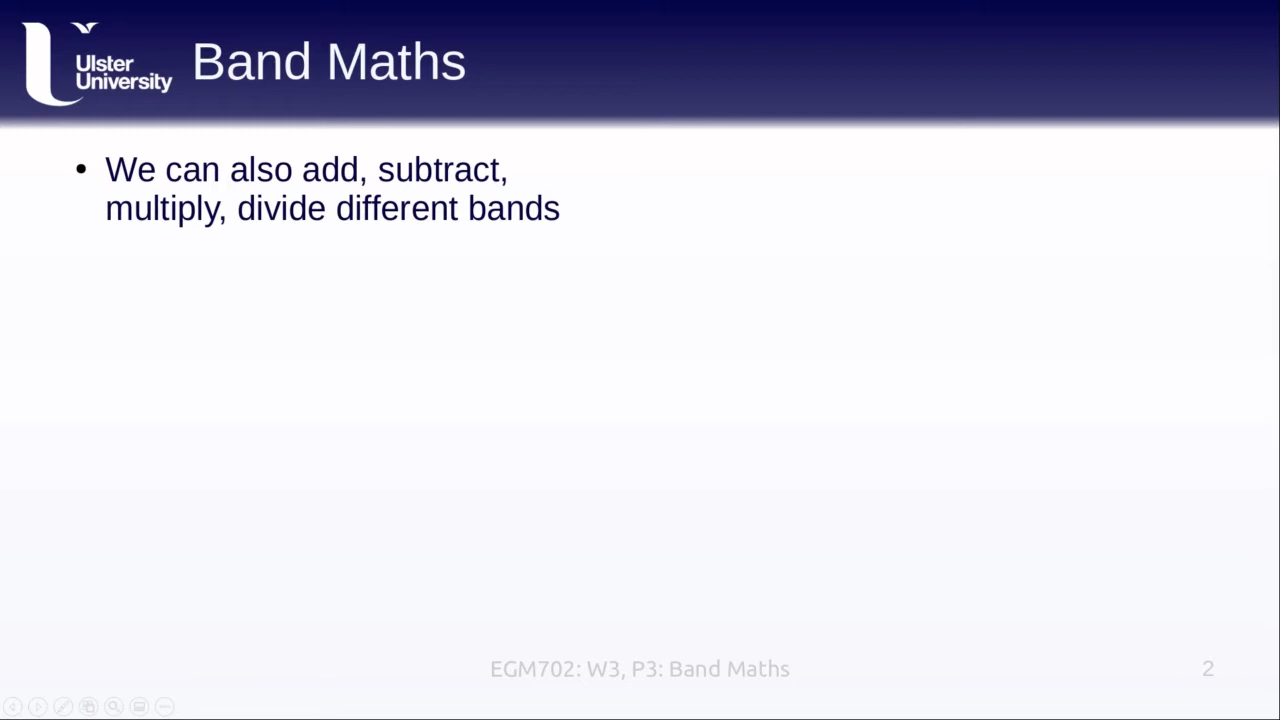 Ulster
University
Band Maths
• We can also add, subtract,
multiply, divide different bands
EGM702: W3, P3: Band Maths
2